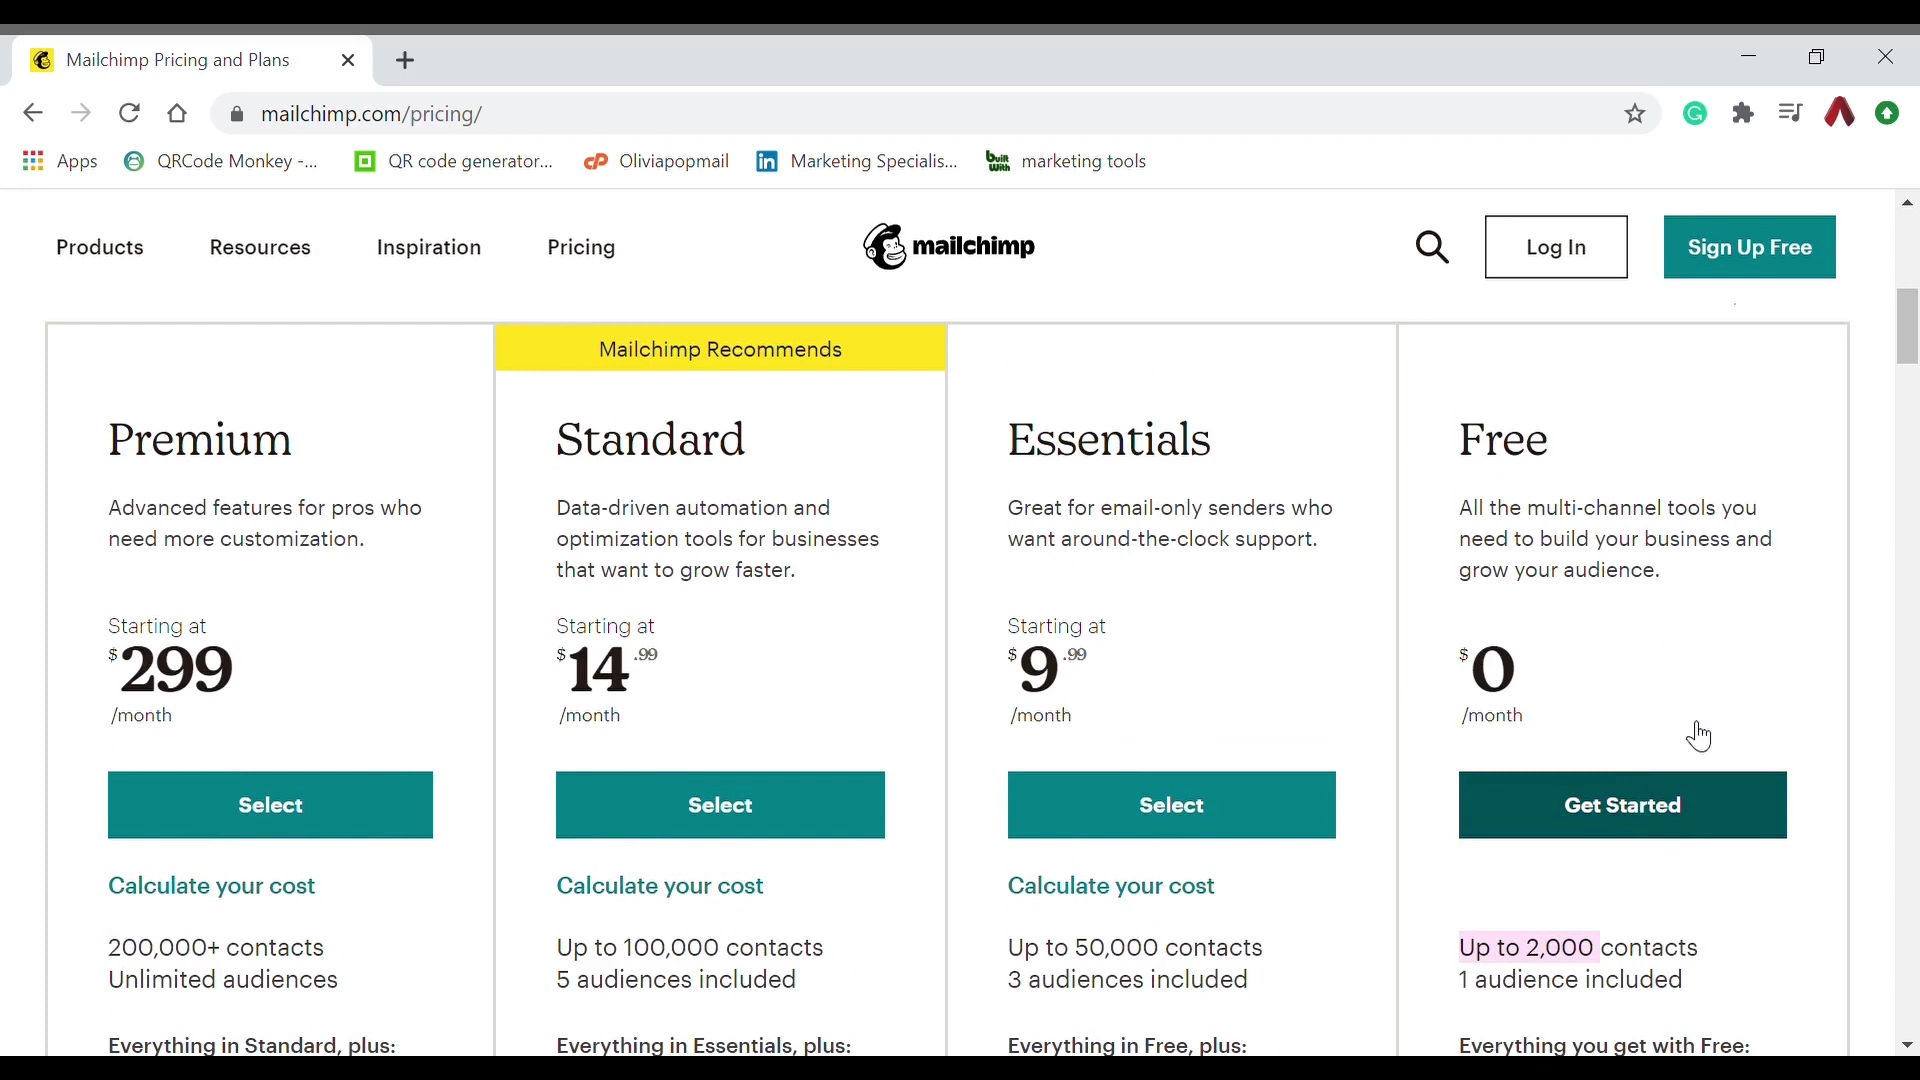 Mailchimp Pricing and Plans
mailchimp.com/pricing/
Apps
QRCode Monkey -...
QR code generator...
Oliviapopmail
Marketing Specialis...
marketing tools
Products
Resources
Inspiration
Pricing
mailchimp
Log In
Sign Up Free
Premium
Advanced features for pros who
need more customization.
Starting at
$299
/month
Select
Calculate your cost
200,000+ contacts
Unlimited audiences
Everything in Standard, plus:
Mailchimp Recommends
Standard
Data-driven automation and
optimization tools for businesses
that want to grow faster.
Starting at
$14.99
/month
Select
Calculate your cost
Up to 100,000 contacts
5 audiences included
Everything in Essentials, plus:
Essentials
Great for email-only senders who
want around-the-clock support.
Starting at
$9.99
/month
Select
Calculate your cost
Up to 50,000 contacts
3 audiences included
Everything in Free, plus:
Free
All the multi-channel tools you
need to build your business and
grow your audience.
$0
/month
Get Started
Up to 2,000 contacts
1 audience included
Everything you get with Free: